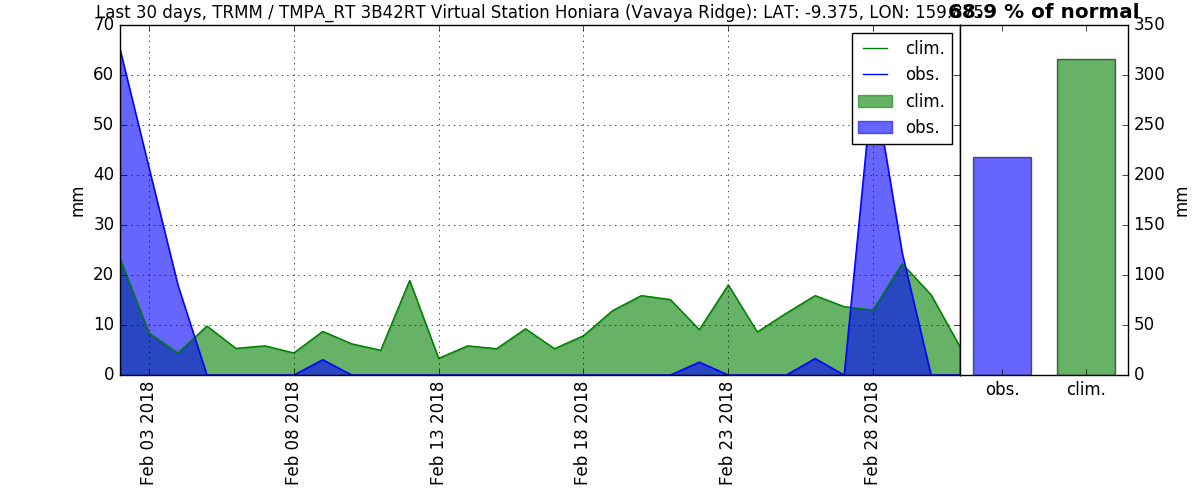 Last 30 days, TRMM / TMPA_RT 3B42RT Virtual Station Honiara (Vavaya Ridge): LAT: -9.375, LON:
68.9 % of normal
70
60
50
40
30
20
10
0
mm
clim.
obs.
clim.
obs.
350
300
250
200
150
100
50
0
mm
Feb 03 2018
Feb 08 2018
Feb 13 2018
Feb 18 2018
Feb 23 2018
Feb 28 2018
obs.
clim.